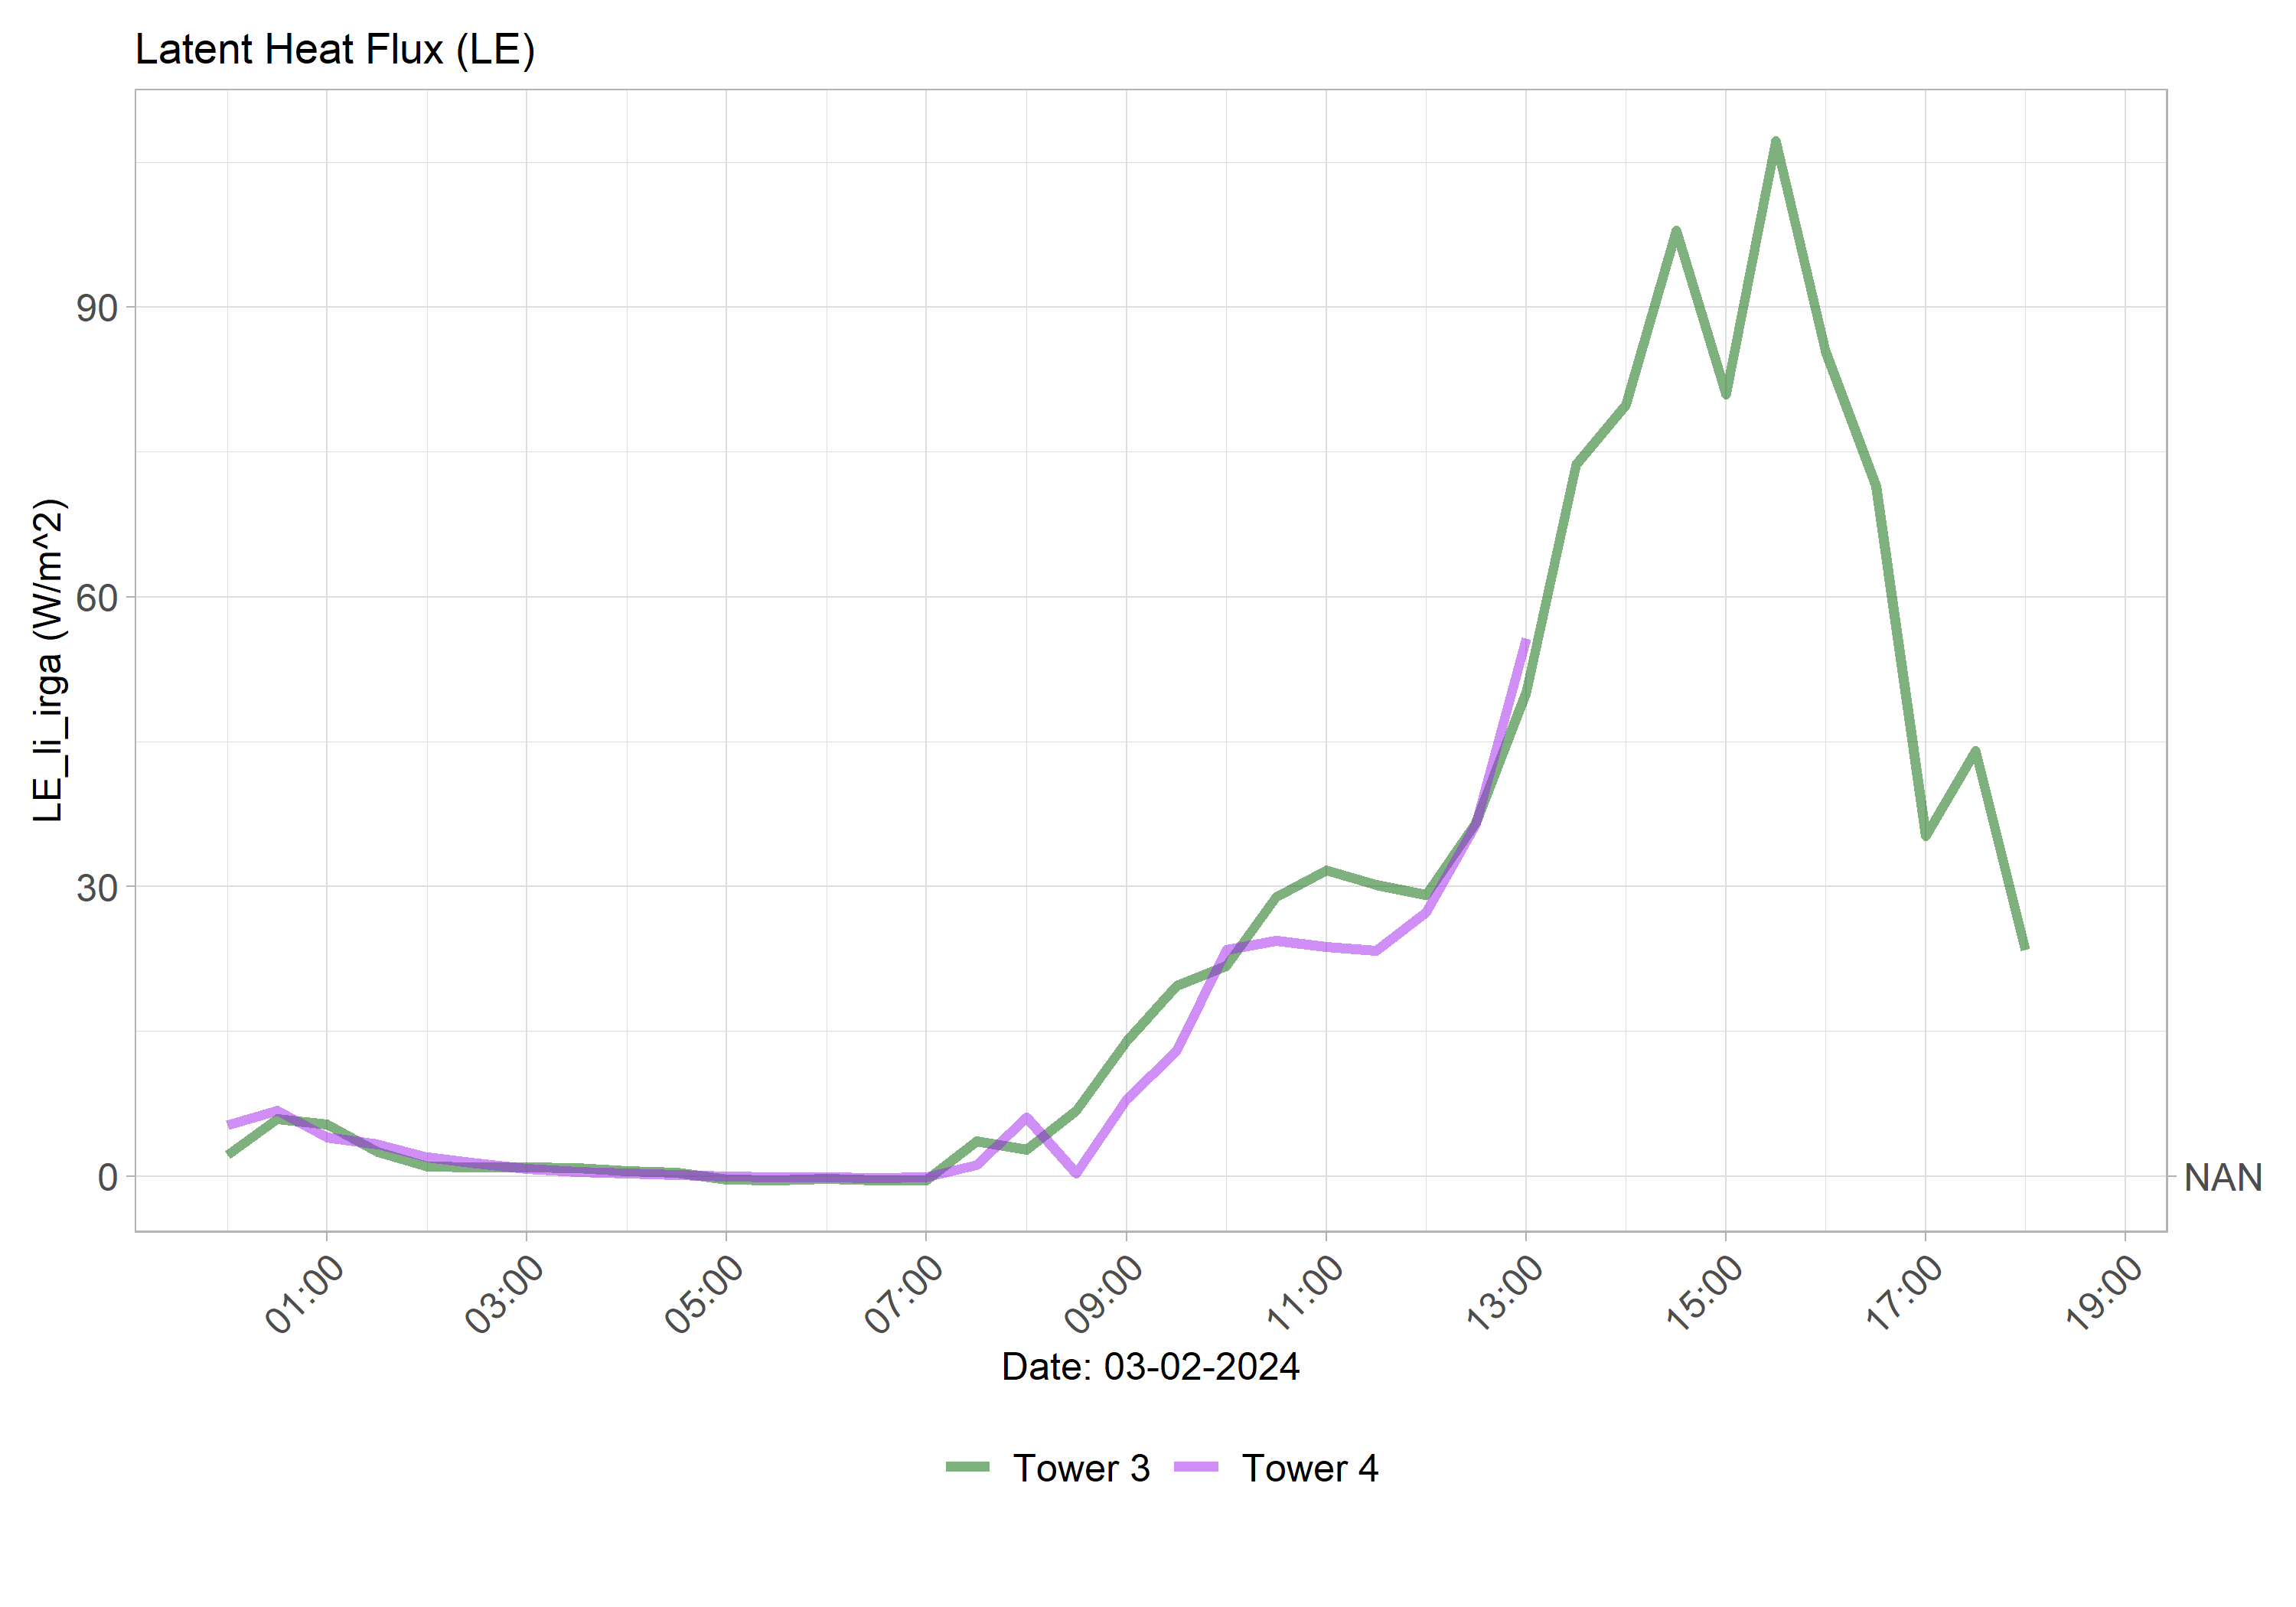 Latent Heat Flux (LE)
LE_li_irga (W/m^2)
90
60
30
0
NAN
01:00
03:00
05:00
07:00
09:00
11:00
13:00
15:00
17:00
19:00
Date: 03-02-2024
Tower 3
Tower 4